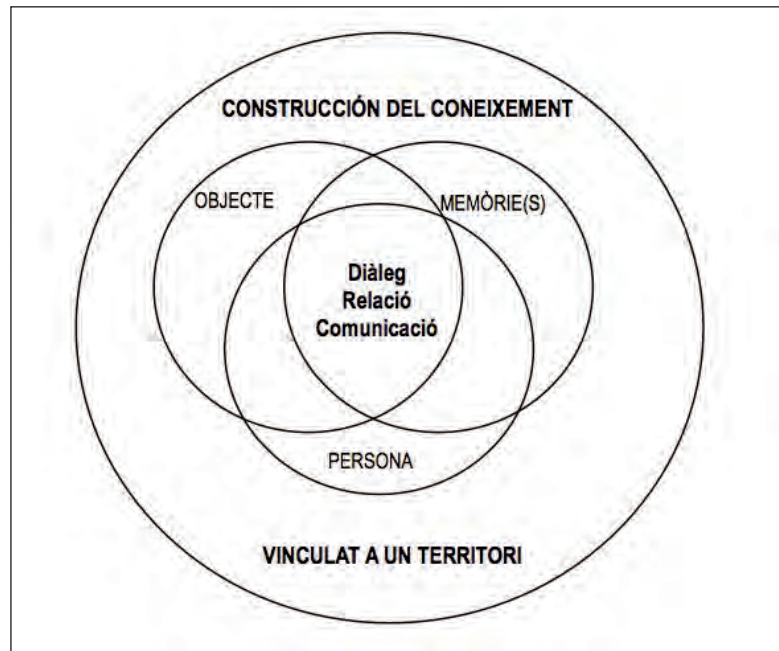 CONSTRUCCIÓN DEL CONEIXEMENT
OBJECTE
MEMÒRIE(S)
Diàleg
Relació
Comunicació
PERSONA
VINCULAT A UN TERRITORI